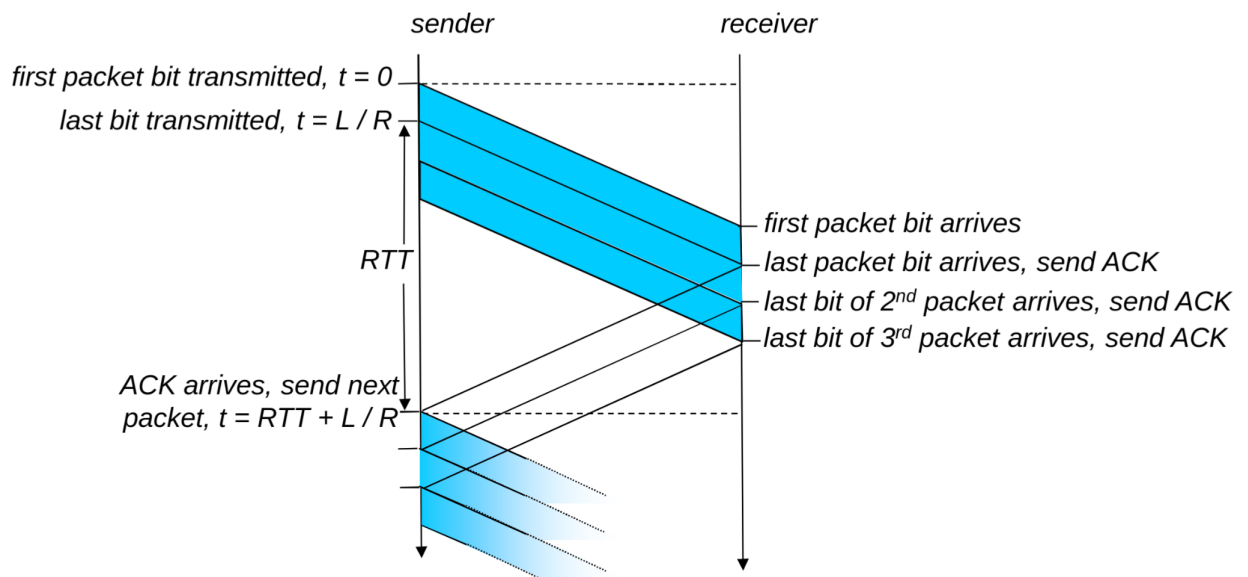 sender
receiver
first packet bit transmitted, t = 0
last bit transmitted, t = L / R
first packet bit arrives
RTT
last packet bit arrives, send ACK
last bit of 2nd packet arrives, send ACK
last bit of 3rd packet arrives, send ACK
ACK arrives, send next
packet, t = RTT + L / R